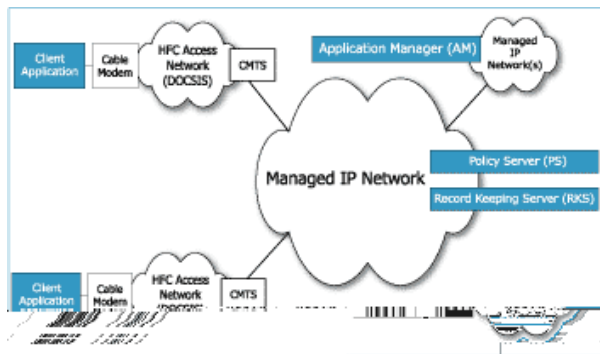 Client
Application
Cable
Modem
HFC Access
Network
(DOCSIS)
CMTS
Application Manager (AM)
Managed
IP
Network(s)
Managed IP Network
Policy Server (PS)
Record Keeping Server (RKS)
Client
Application
Cable
Modem
HFC Access
Network
CMTS